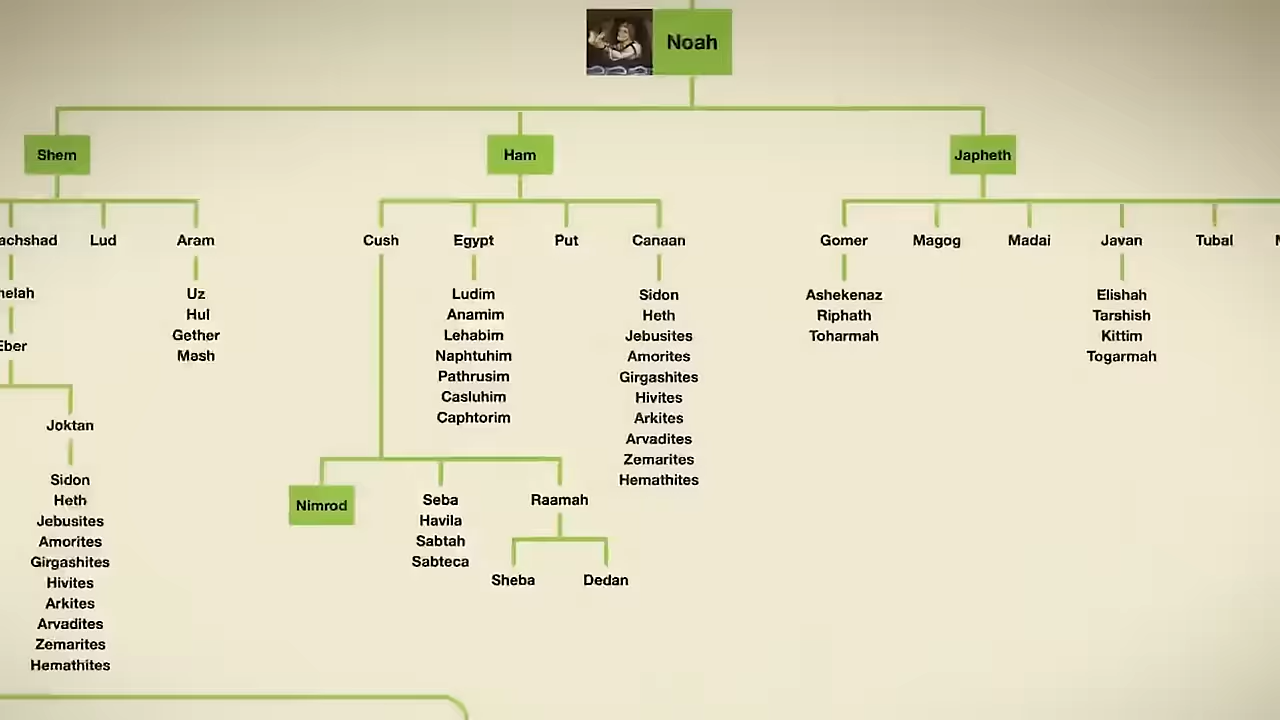 Noah
Shem
Ham
Japheth
achshad
Lud
Aram
Cush
Egypt
Put
Canaan
Gomer
Magog
Madai
Javan
Tubal
helah
Eber
Uz
Hul
Gether
Mash
Ludim
Anamim
Lehabim
Naphtuhim
Pathrusim
Casluhim
Caphtorim
Sidon
Heth
Jebusites
Amorites
Girgashites
Hivites
Arkites
Arvadites
Zemarites
Hemathites
Ashekenaz
Riphath
Toharmah
Elishah
Tarshish
Kittim
Togarmah
Joktan
Sidon
Heth
Jebusites
Amorites
Girgashites
Hivites
Arkites
Arvadites
Zemarites
Hemathites
Nimrod
Seba
Havila
Sabtah
Sabteca
Raamah
Sheba
Dedan